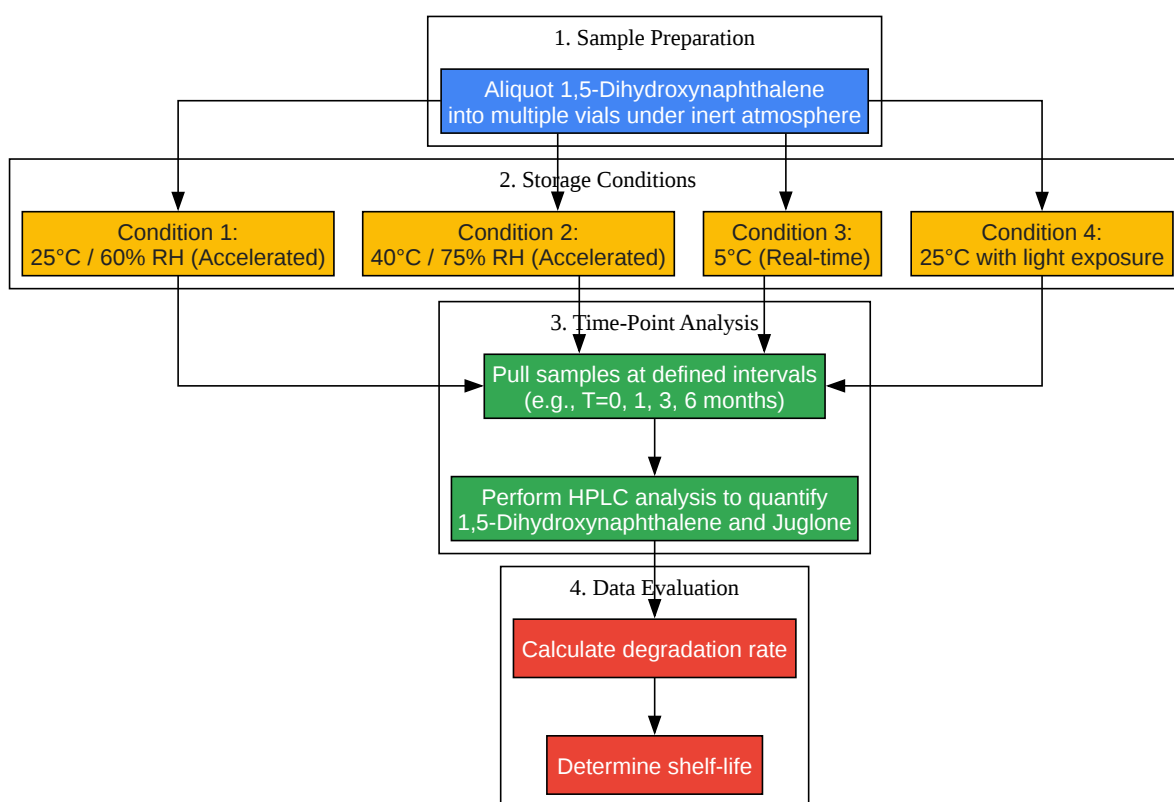 1. Sample Preparation
Aliquot 1,5-Dihydroxynaphthalene
into multiple vials under inert atmosphere
2. Storage Conditions
Condition 1:
25°C / 60% RH (Accelerated)
Condition 2:
40°C / 75% RH (Accelerated)
Condition 3:
5°C (Real-time)
Condition 4:
25°C with light exposure
3. Time-Point Analysis
Pull samples at defined intervals
(e.g., T=0, 1, 3, 6 months)
Perform HPLC analysis to quantify
1,5-Dihydroxynaphthalene and Juglone
4. Data Evaluation
Calculate degradation rate
Determine shelf-life